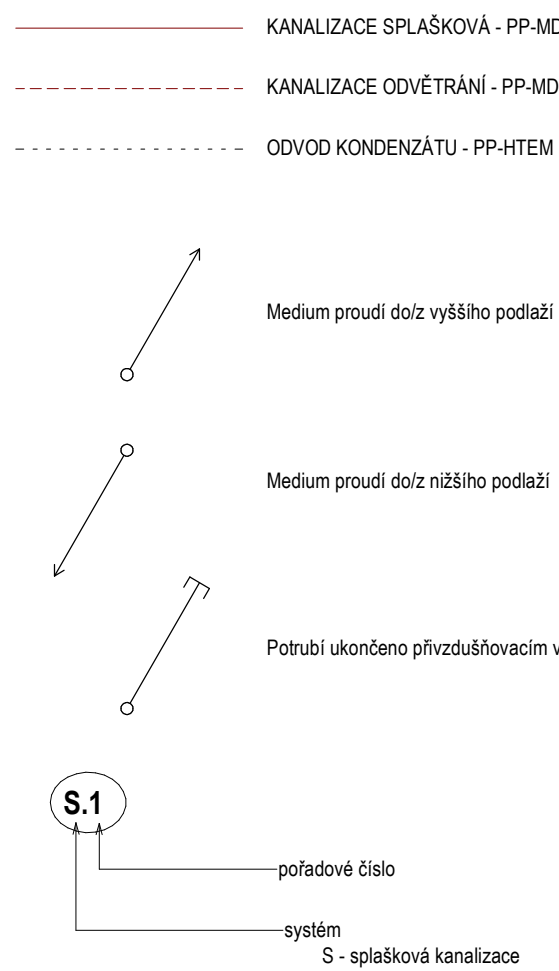 KANALIZACE SPLAŠKOVÁ - PP-MD
KANALIZACE ODVĚTRÁNÍ - PP-MD
ODVOD KONDENZÁTU - PP-HTEM
Medium proudí do/z vyššího podlaží
Medium proudí do/z nižšího podlaží
Potrubí ukončeno přivzdušňovacím
S.1
pořadové číslo
systém
S - splašková kanalizace